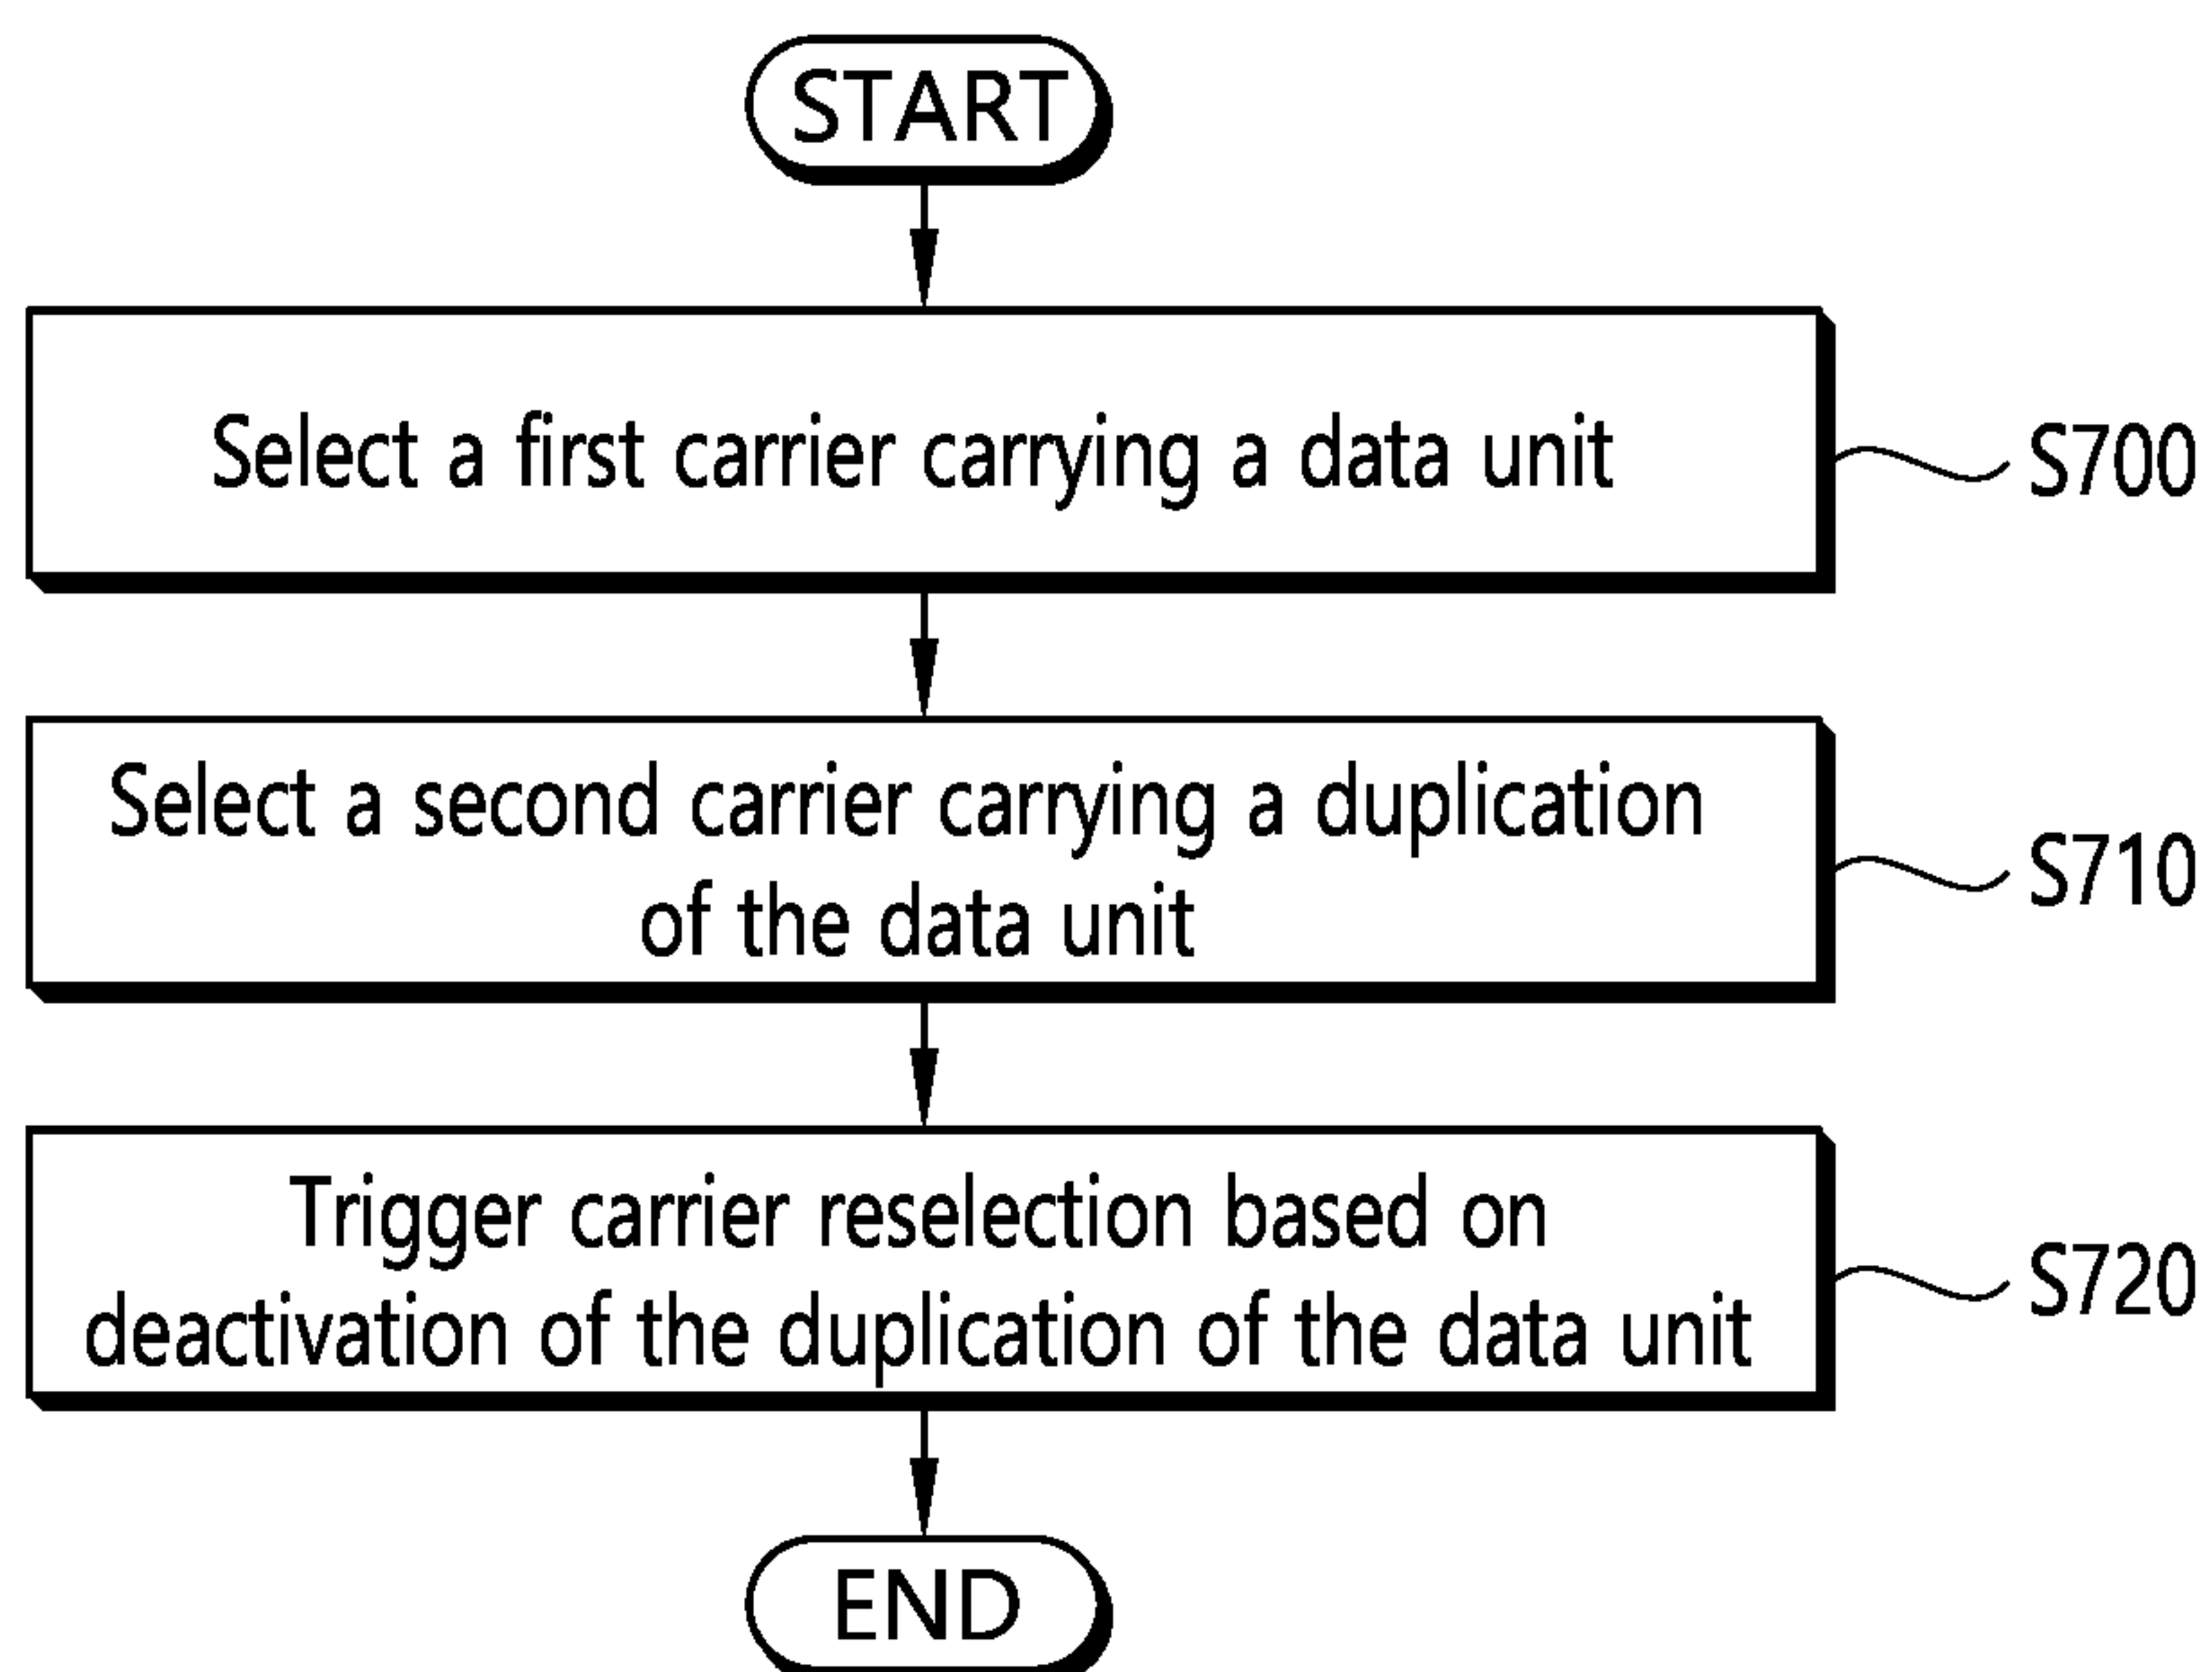 START
Select a first carrier carrying a data unit
S700
Select a second carrier carrying a duplication
of the data unit
S710
Trigger carrier reselection based on
deactivation of the duplication of the data unit
S720
END